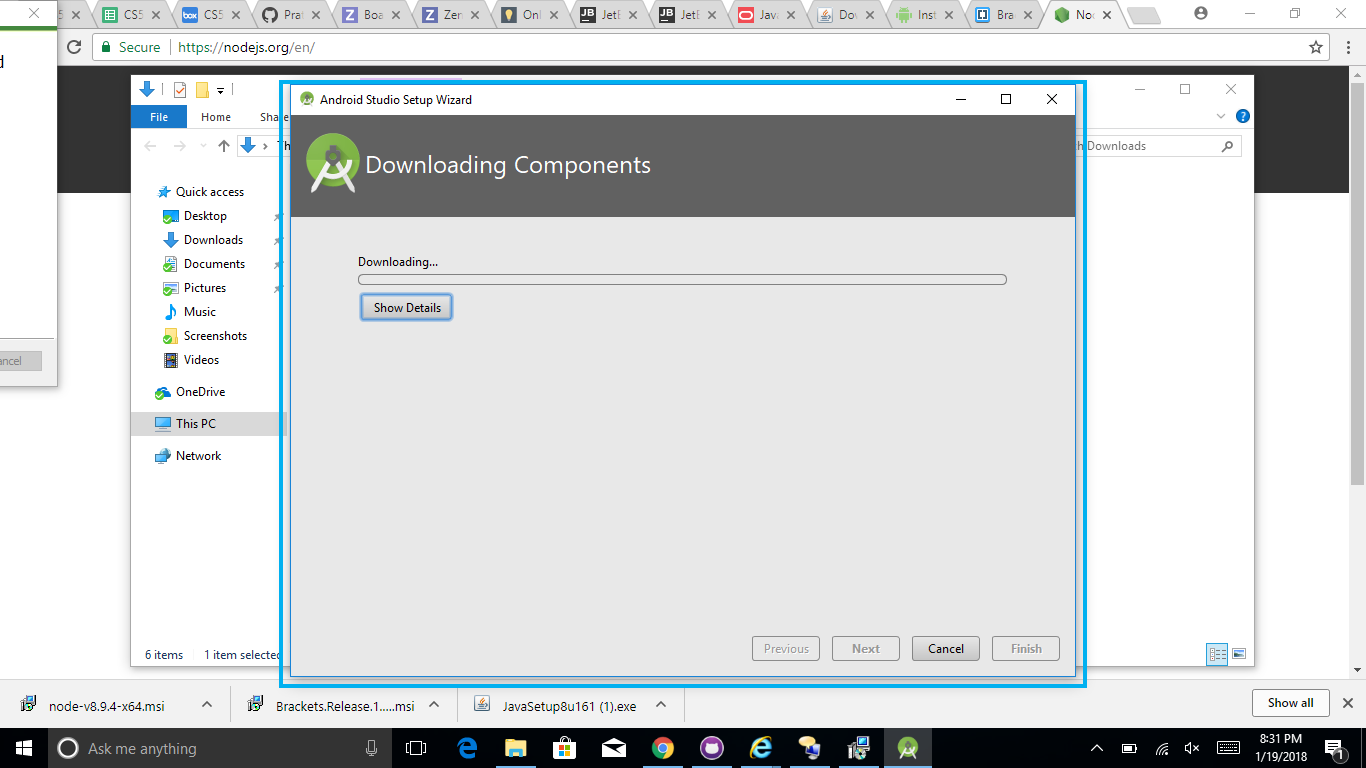 CS5
CS5
Prat
Boa
Zen
Onl
JetB
JetB
Java
Dov
Inst
Bra
Noc
Secure
https://nodejs.org/en/
d
ancel
File
Home
Share
Th
h Downloads
Quick access
Desktop
Downloads
Documents
Pictures
Music
Screenshots
Videos
OneDrive
This PC
Network
6 items
1 item selected
Android Studio Setup Wizard
Downloading Components
Downloading...
Show Details
Previous
Next
Cancel
Finish
node-v8.9.4-x64.msi
Brackets.Release.1.....msi
JavaSetup8u161 (1).exe
Show all
Ask me anything
8:31 PM
1/19/2018
1